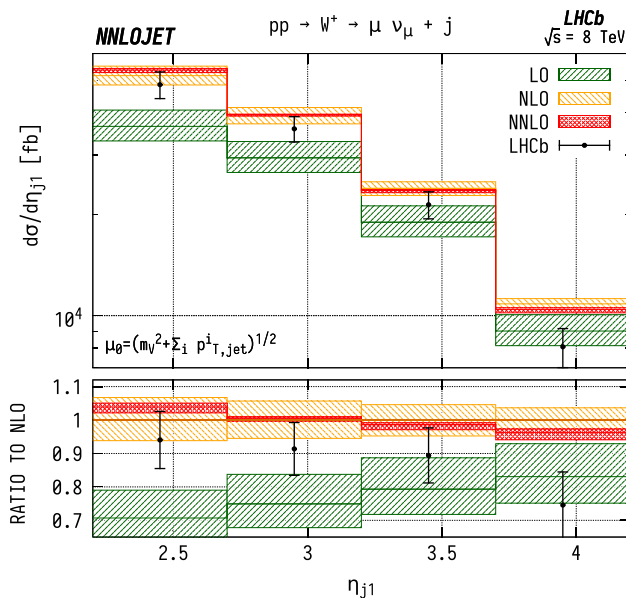 NNLOJET
pp → W⁺ → μ ν_μ + j
LHCb
√s = 8 TeV
LO
NLO
NNLO
LHCb
dσ/dη_j1 [fb]
10⁴
μ₀=(m_V²+Σ_i pⁱ_T,jet)^1/2
RATIO TO NLO
1.1
1
0.9
0.8
0.7
2.5 3 3.5 4
η_j1